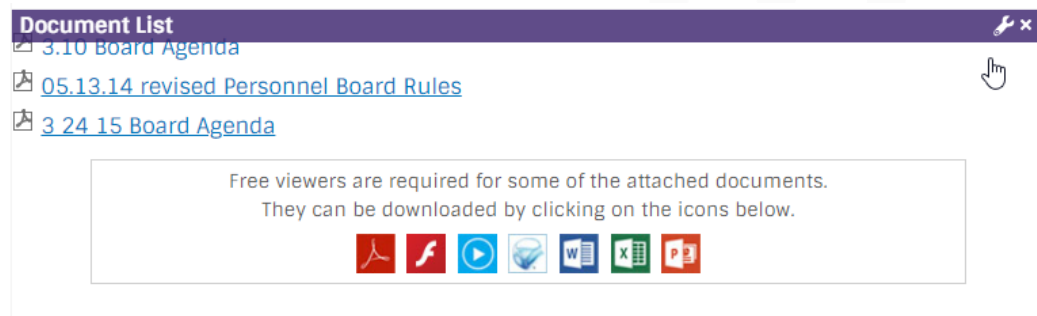 Document List
3.10 Board Agenda
05.13.14 revised Personnel Board Rules
3 24 15 Board Agenda
Free viewers are required for some of the attached documents.
They can be downloaded by clicking on the icons below.